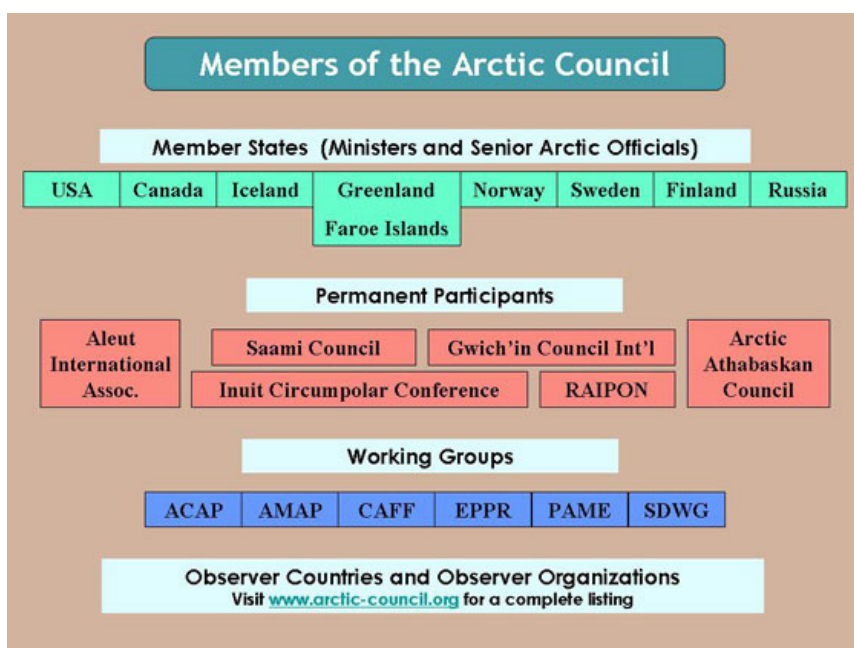 Members of the Arctic Council
Member States (Ministers and Senior Arctic Officials)
USA Canada Iceland Greenland Norway Sweden Finland Russia
Faroe Islands
Permanent Participants
Aleut
International
Assoc.
Saami Council
Gwich'in Council Int'l
Inuit Circumpolar Conference
RAIPON
Arctic
Athabaskan
Council
Working Groups
ACAP AMAP CAFF EPPR PAME SDWG
Observer Countries and Observer Organizations
Visit www.arctic-council.org for a complete listing